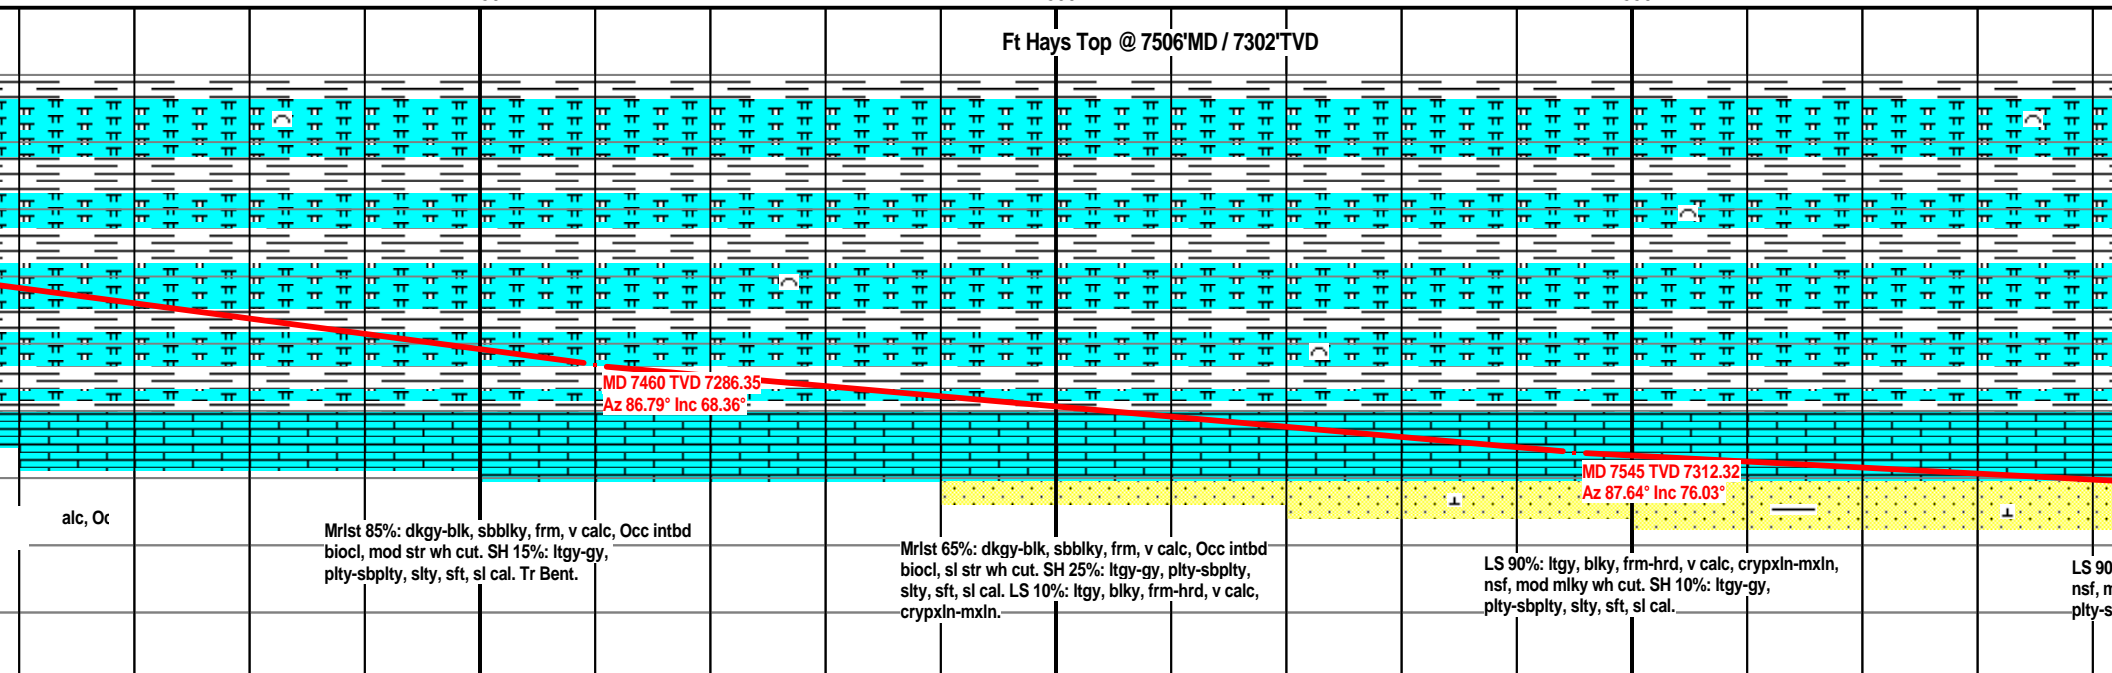 Ft Hays Top @ 7506'MD / 7302'TVD
MD 7460 TVD 7286.35
Az 86.79° Inc 68.36°
MD 7545 TVD 7312.32
Az 87.64° Inc 76.03°
alc, Oc
Mrlst 85%: dkgy-blk, sbblky, frm, v calc, Occ intbd
biocl, mod str wh cut. SH 15%: ltgy-gy,
plty-sbplty, slty, sft, sl cal. Tr Bent.
Mrlst 65%: dkgy-blk, sbblky, frm, v calc, Occ intbd
biocl, sl str wh cut. SH 25%: ltgy-gy, plty-sbplty,
slty, sft, sl cal. LS 10%: ltgy, blky, frm-hrd, v calc,
crypxln-mxln.
LS 90%: ltgy, blky, frm-hrd, v calc, crypxln-mxln,
nsf, mod mlky wh cut. SH 10%: ltgy-gy,
plty-sbplty, slty, sft, sl cal.
LS 90
nsf, m
plty-s